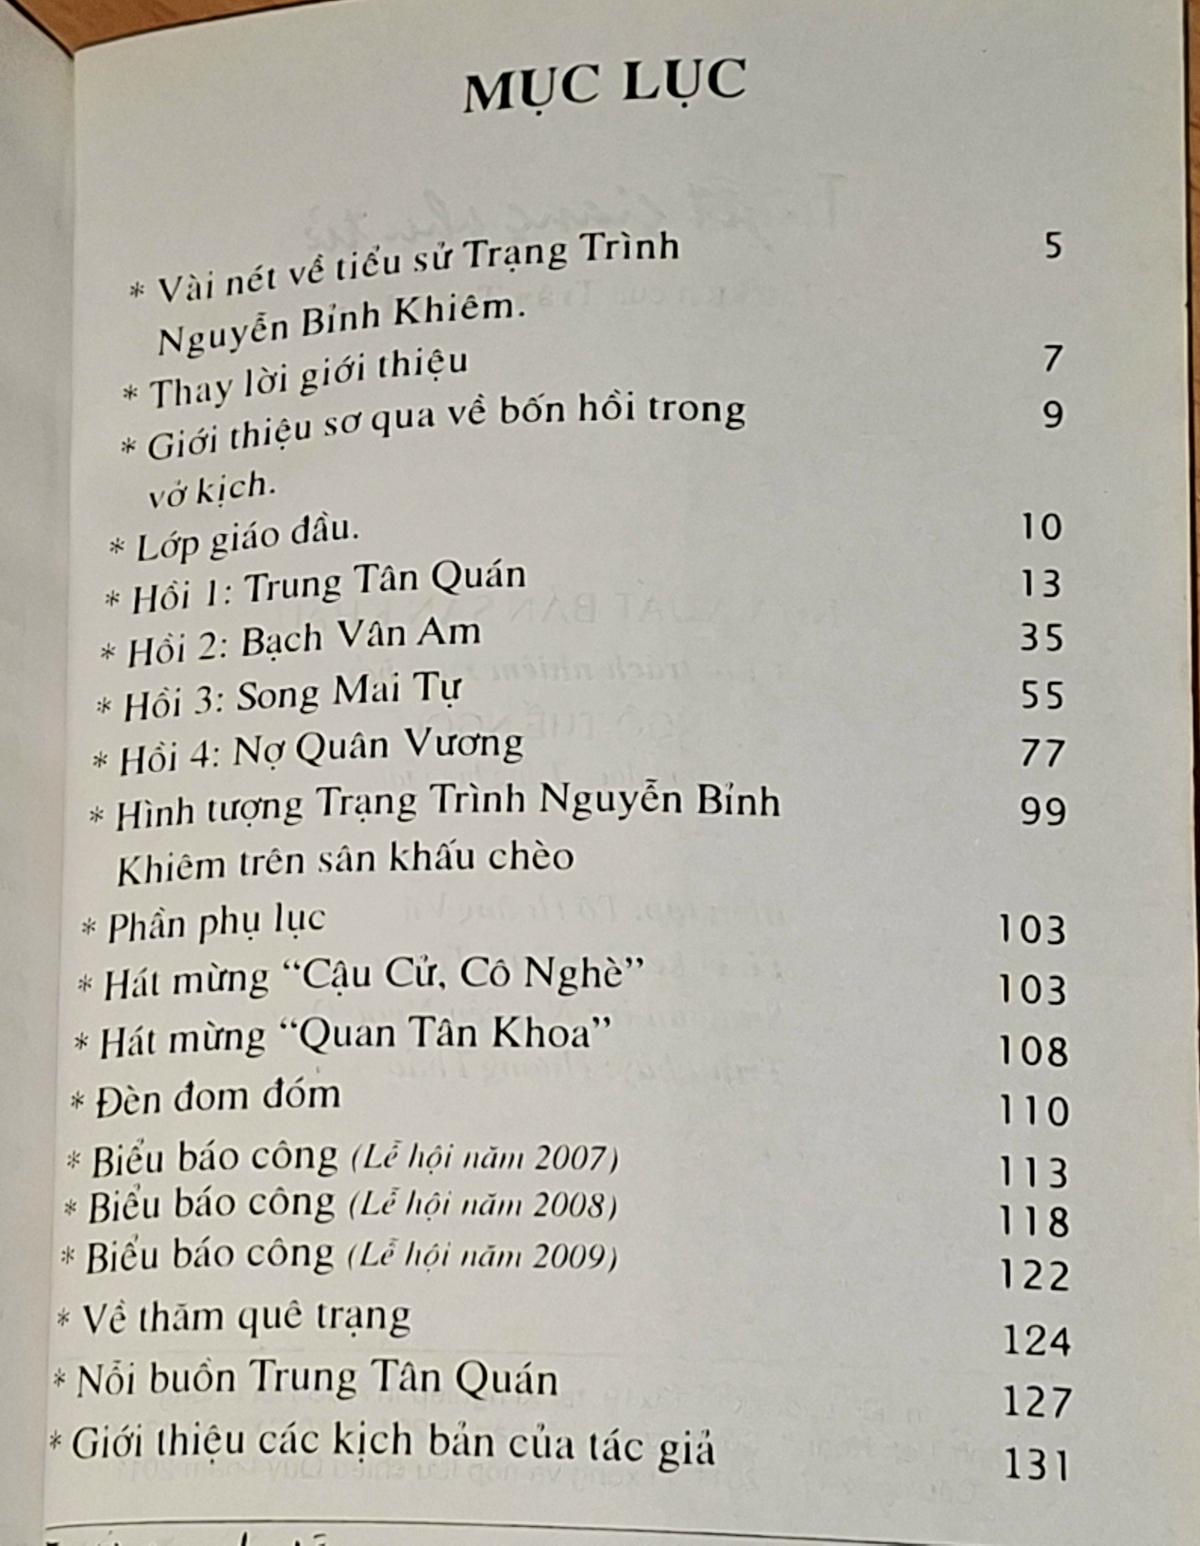 MỤC LỤC
* Vài nét về tiểu sử Trạng Trình 5
Nguyễn Bỉnh Khiêm.
* Thay lời giới thiệu 7
* Giới thiệu sơ qua về bốn hồi trong 9
vở kịch.
* Lớp giáo đầu. 10
* Hồi 1: Trung Tân Quán 13
* Hồi 2: Bạch Vân Am 35
* Hồi 3: Song Mai Tự 55
* Hồi 4: Nợ Quân Vương 77
* Hình tượng Trạng Trình Nguyễn Bỉnh 99
Khiêm trên sân khấu chèo
* Phần phụ lục 103
* Hát mừng “Cậu Cử, Cô Nghè” 103
* Hát mừng “Quan Tân Khoa” 108
* Đèn đom đóm 110
* Biểu báo công (Lễ hội năm 2007) 113
* Biểu báo công (Lễ hội năm 2008) 118
* Biểu báo công (Lễ hội năm 2009) 122
* Về thăm quê trạng 124
* Nỗi buồn Trung Tân Quán 127
* Giới thiệu các kịch bản của tác giả 131